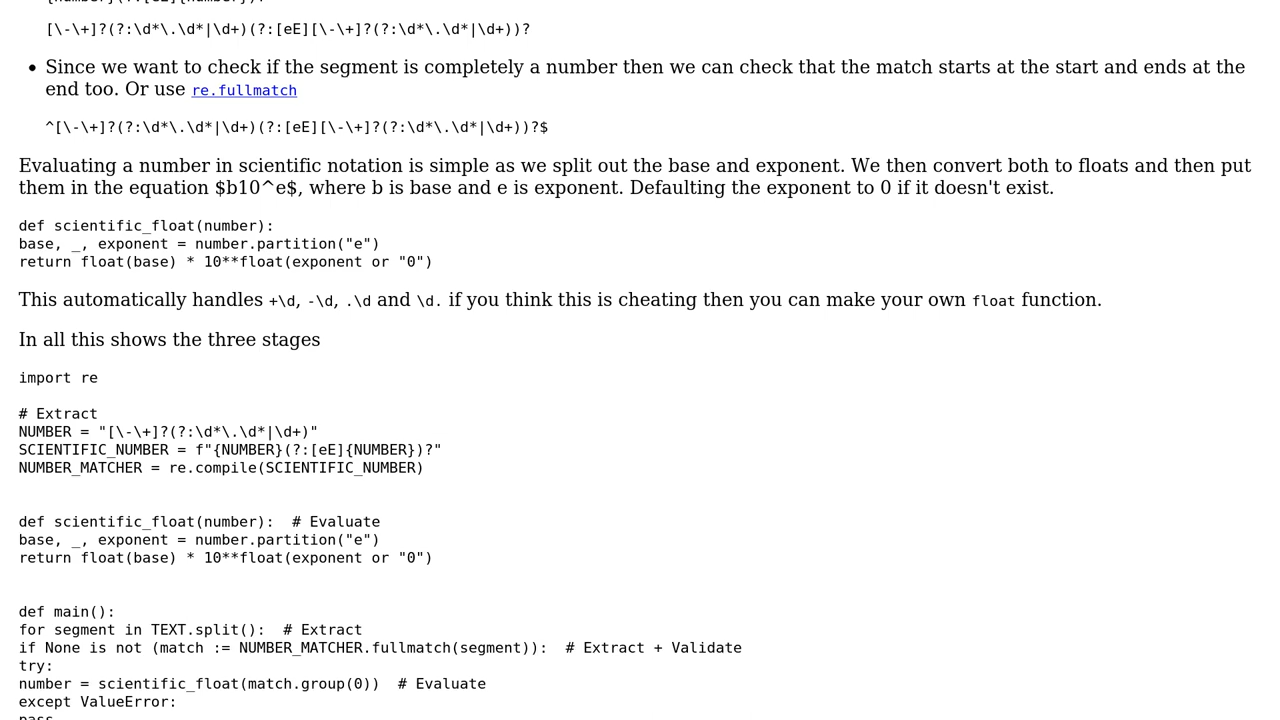 {number}(?:[eE]{number})?
[\-\+]?(?:\d*\.\d*|\d+)(?:[eE][\-\+]?(?:\d*\.\d*|\d+))?
• Since we want to check if the segment is completely a number then we can check that the match starts at the start and ends at the
end too. Or use re.fullmatch
^[\-\+]?(?:\d*\.\d*|\d+)(?:[eE][\-\+]?(?:\d*\.\d*|\d+))?$
Evaluating a number in scientific notation is simple as we split out the base and exponent. We then convert both to floats and then put
them in the equation $b10^e$, where b is base and e is exponent. Defaulting the exponent to 0 if it doesn't exist.
def scientific_float(number):
base, _, exponent = number.partition("e")
return float(base) * 10**float(exponent or "0")
This automatically handles +\d, -\d, .\d and \d. if you think this is cheating then you can make your own float function.
In all this shows the three stages
import re
# Extract
NUMBER = "[\-\+]?(?:\d*\.\d*|\d+)"
SCIENTIFIC_NUMBER = f"{NUMBER}(?:[eE]{NUMBER})?"
NUMBER_MATCHER = re.compile(SCIENTIFIC_NUMBER)
def scientific_float(number):  # Evaluate
base, _, exponent = number.partition("e")
return float(base) * 10**float(exponent or "0")
def main():
for segment in TEXT.split():  # Extract
if None is not (match := NUMBER_MATCHER.fullmatch(segment)):  # Extract + Validate
try:
number = scientific_float(match.group(0))  # Evaluate
except ValueError:
pass